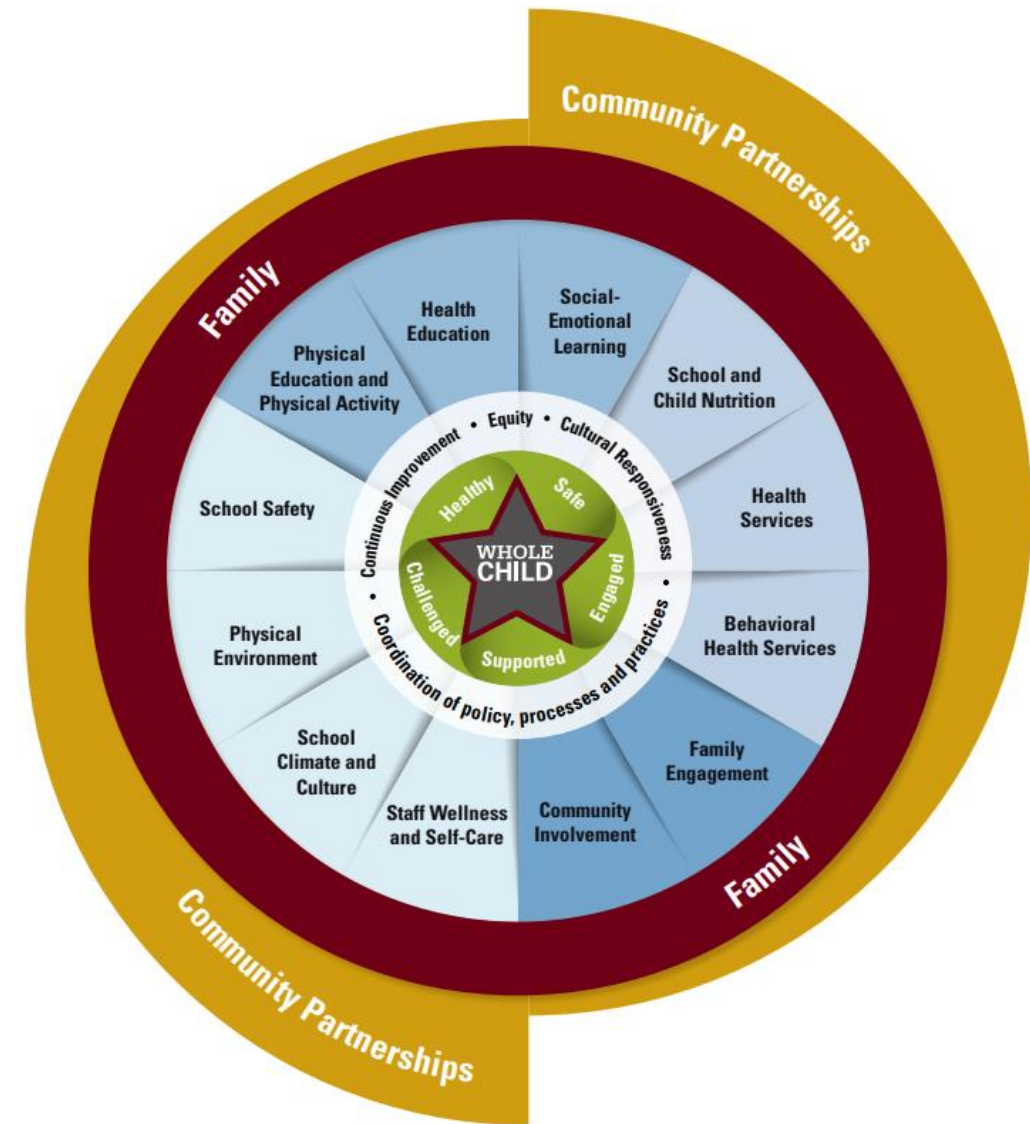 Community Partnerships
Family
Health
Education
Social-
Emotional
Learning
Physical
Education and
Physical Activity
School and
Child Nutrition
School Safety
Health
Services
Physical
Environment
Behavioral
Health Services
School
Climate and
Culture
Family
Engagement
Staff Wellness
and Self-Care
Community
Involvement
• Continuous Improvement • Equity • Cultural Responsiveness •
Coordination of policy, processes and practices
Healthy
Safe
Engaged
Supported
Challenged
WHOLE
CHILD
Family
Community Partnerships